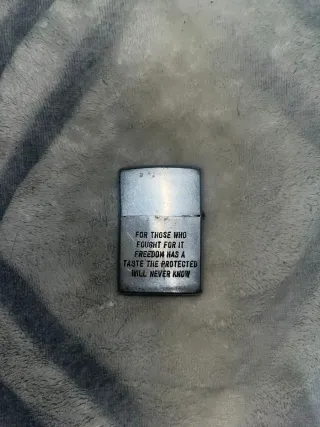 FOR THOSE WHO
FOUGHT FOR IT
FREEDOM HAS A
TASTE THE PROTECTED
WILL NEVER KNOW